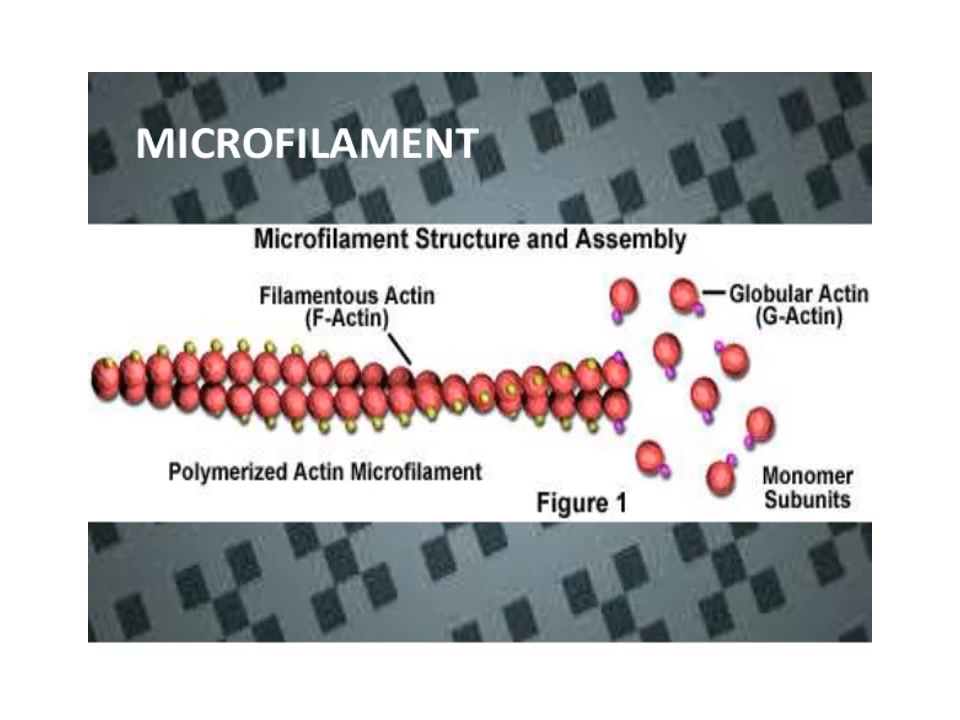 MICROFILAMENT
Microfilament Structure and Assembly
Filamentous Actin
(F-Actin)
Globular Actin
(G-Actin)
Polymerized Actin Microfilament
Monomer
Subunits
Figure 1